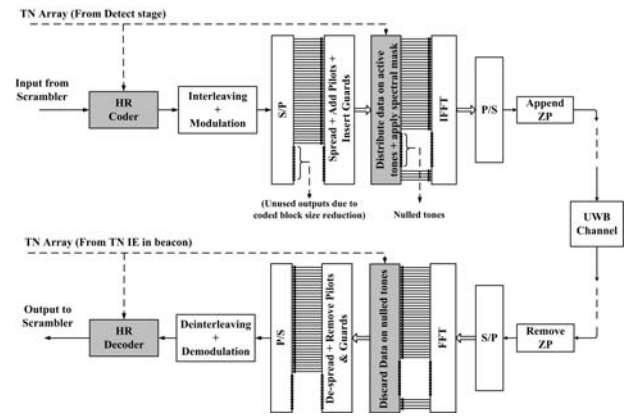 TN Array (From Detect stage)
Input from
Scrambler
HR
Coder
Interleaving
+
Modulation
S/P
Spread + Add Pilots +
Insert Guards
Distribute data on active
tones + apply spectral mask
IFFT
P/S
Append
ZP
(Unused outputs due to
coded block size reduction)
Nulled tones
UWB
Channel
TN Array (From TN IE in beacon)
Output to
Scrambler
HR
Decoder
Deinterleaving
+
Demodulation
P/S
De-spread + Remove Pilots
& Guards
Discard Data on nulled tones
FFT
S/P
Remove
ZP